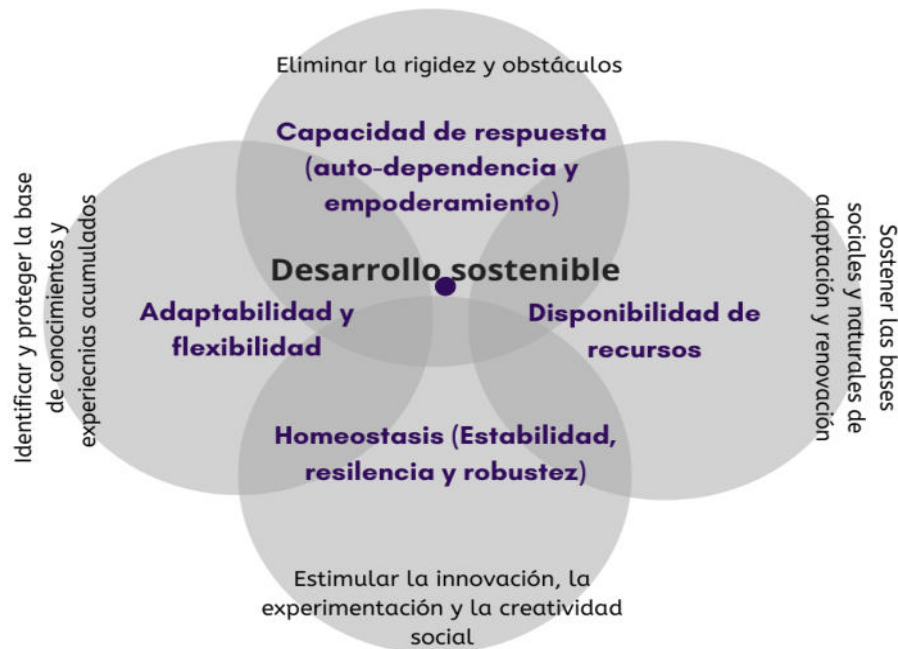 Eliminar la rigidez y obstáculos
Capacidad de respuesta
(auto-dependencia y
empoderamiento)
Identificar y proteger la base
de conocimientos y
experiecnias acumulados
Desarrollo sostenible
Adaptabilidad y
flexibilidad
Disponibilidad de
recursos
Sostener las bases
sociales y naturales de
adaptación y renovación
Homeostasis (Estabilidad,
resilencia y robustez)
Estimular la innovación, la
experimentación y la creatividad
social